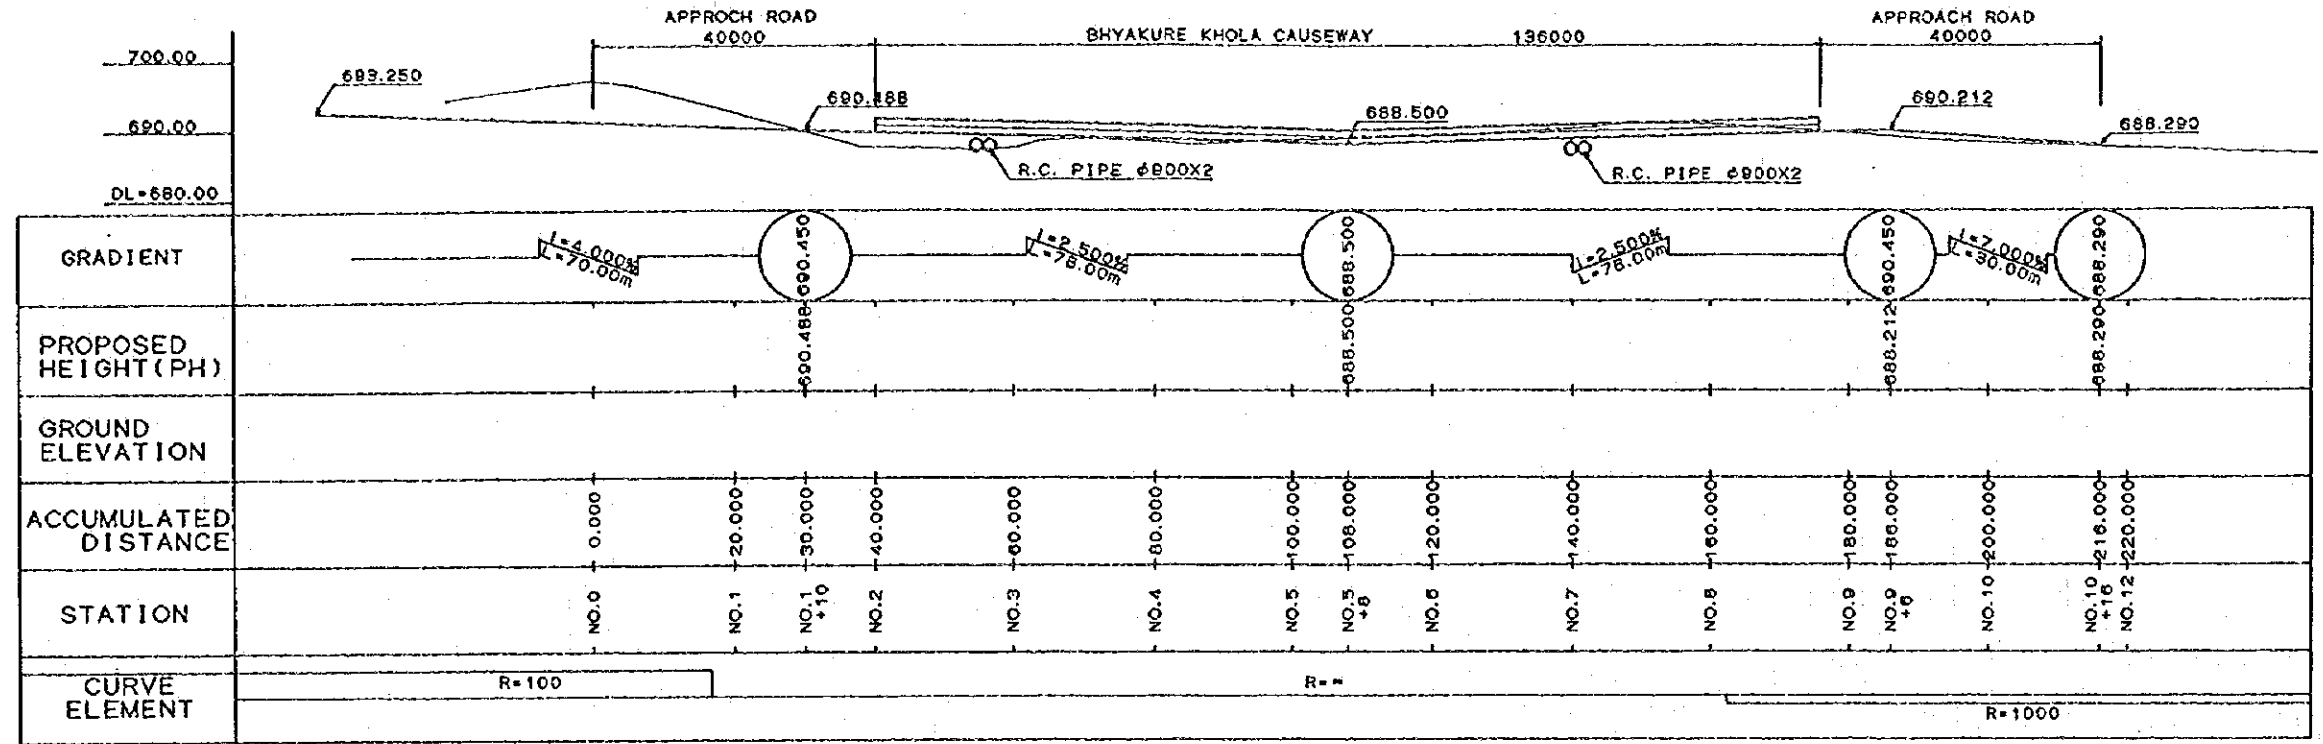 APPROCH ROAD
40000
BHYAKURE KHOLA CAUSEWAY
136000
APPROACH ROAD
40000
700.00
693.250
690.488
688.500
690.212
688.290
690.00
R.C. PIPE ø900X2
R.C. PIPE ø900X2
DL=680.00
GRADIENT
I=4.000%
L=70.00m
690.450
I=2.500%
L=78.00m
688.500
I=2.500%
L=78.00m
690.450
I=7.000%
L=30.00m
688.290
PROPOSED
HEIGHT(PH)
690.488
688.500
688.212
688.290
GROUND
ELEVATION
ACCUMULATED
DISTANCE
0.000
20.000
30.000
40.000
60.000
80.000
100.000
108.000
120.000
140.000
160.000
180.000
186.000
200.000
216.000
220.000
STATION
NO.0
NO.1
NO.1
+10
NO.2
NO.3
NO.4
NO.5
NO.5
+8
NO.6
NO.7
NO.8
NO.9
NO.9
+6
NO.10
NO.10
+16
NO.12
CURVE
ELEMENT
R=100
R=∞
R=1000